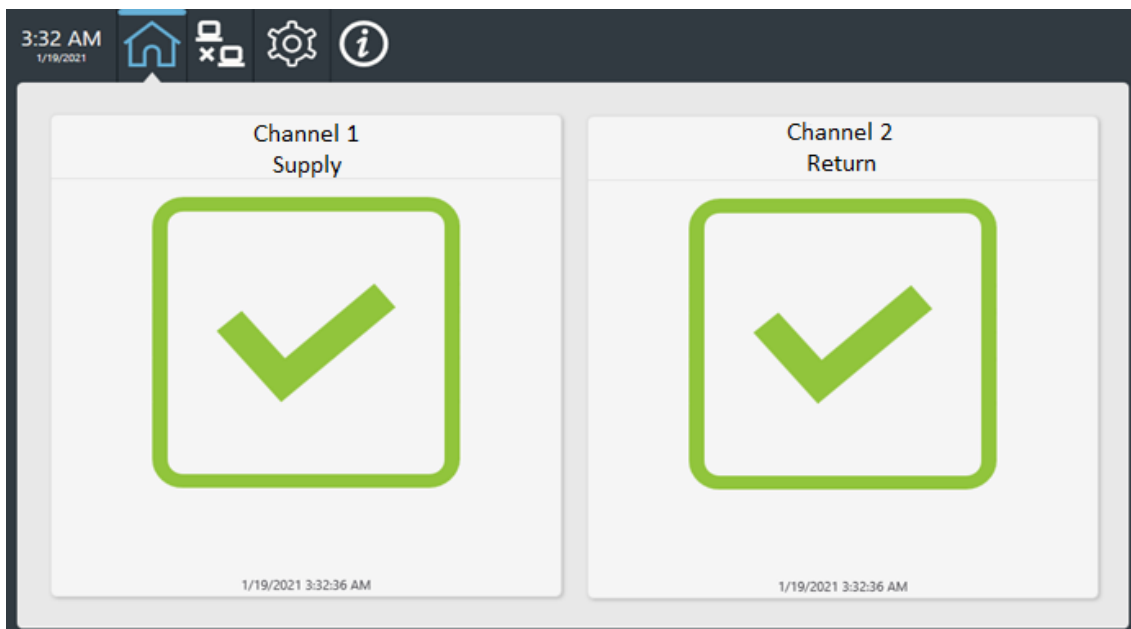 3:32 AM
1/19/2021
Channel 1
Supply
1/19/2021 3:32:36 AM
Channel 2
Return
1/19/2021 3:32:36 AM